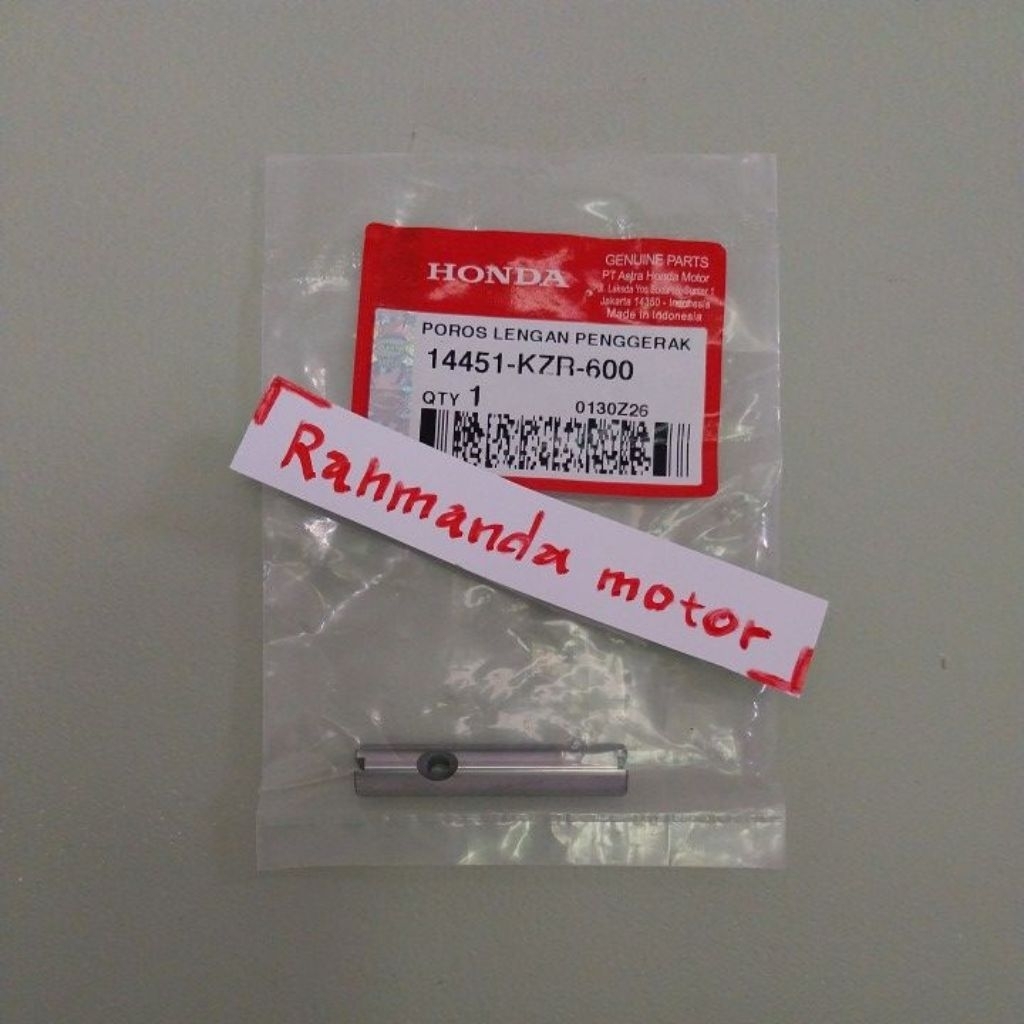 HONDA
GENUINE PARTS
PT Astra Honda Motor
Jakarta 14350 - Indonesia
Made in Indonesia
POROS LENGAN PENGGERAK
14451-KZR-600
QTY 1
0130Z26
Rahmanda motor